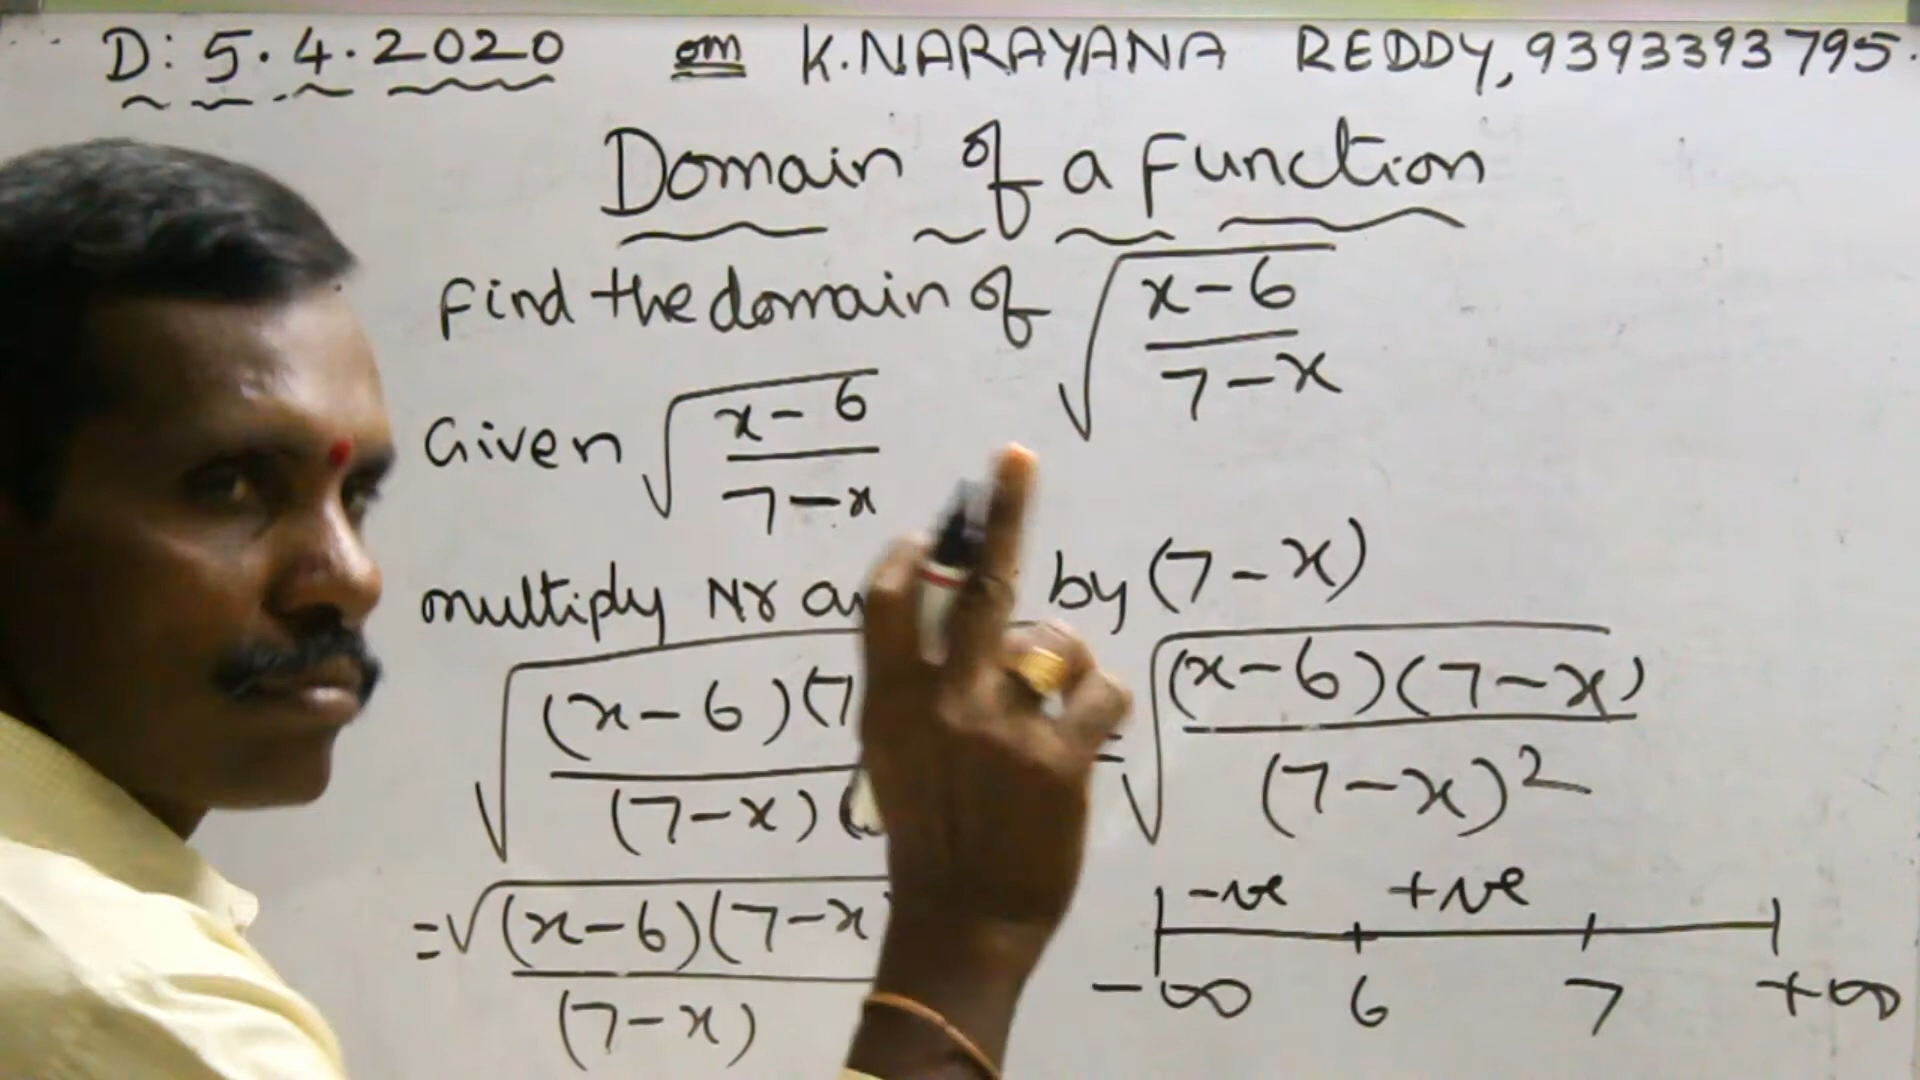 D: 5.4.2020 om K.NARAYANA REDDY, 9393393795.
Domain of a Function
Find the domain of √((x-6)/(7-x))
Given √((x-6)/(7-x))
multiply Nr by (7-x)
√((x-6)(7 / (7-x)( = √((x-6)(7-x)/(7-x)²)
= √(x-6)(7-x / (7-x)
-ve +ve
-∞ 6 7 +∞